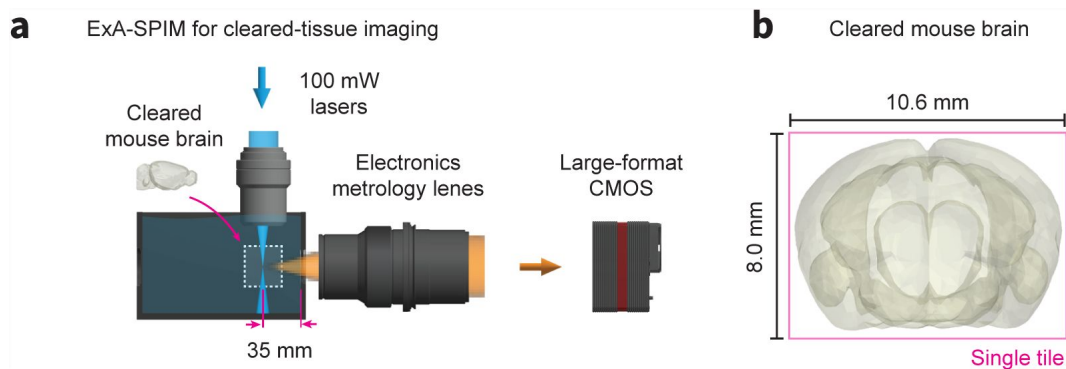 a
ExA-SPIM for cleared-tissue imaging
100 mW
lasers
Cleared
mouse brain
Electronics
metrology lenes
Large-format
CMOS
35 mm
b
Cleared mouse brain
10.6 mm
8.0 mm
Single tile